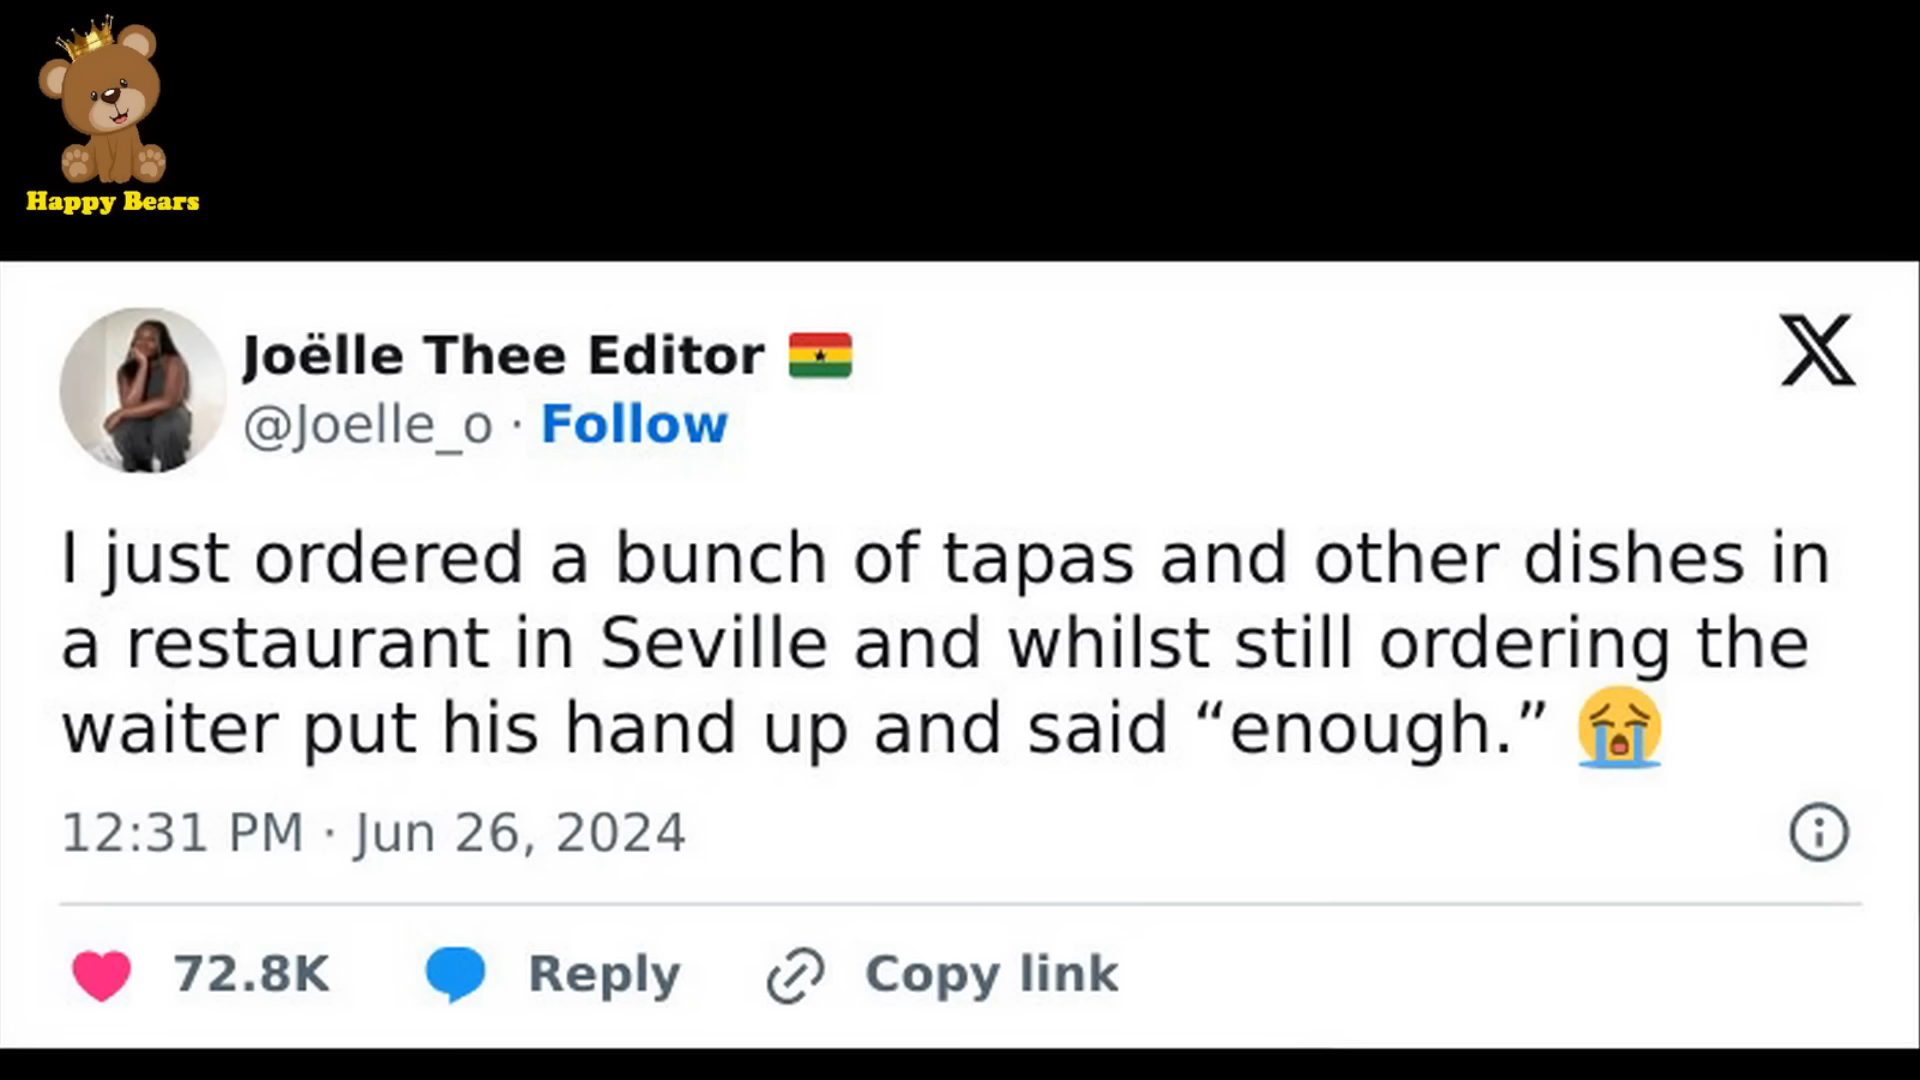 Happy Bears
Joëlle Thee Editor 🇬🇭
@Joelle_o · Follow
I just ordered a bunch of tapas and other dishes in
a restaurant in Seville and whilst still ordering the
waiter put his hand up and said “enough.” 😭
12:31 PM · Jun 26, 2024
72.8K Reply Copy link